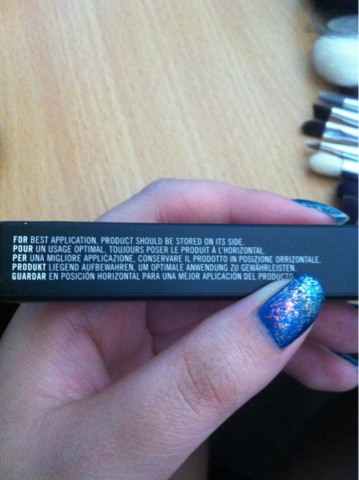 FOR BEST APPLICATION, PRODUCT SHOULD BE STORED ON ITS SIDE.
POUR UN USAGE OPTIMAL, TOUJOURS POSER LE PRODUIT À L'HORIZONTAL
PER UNA MIGLIORE APPLICAZIONE, CONSERVARE IL PRODOTTO IN POSIZIONE ORRIZONTALE.
PRODUKT LIEGEND AUFBEWAHREN, UM OPTIMALE ANWENDUNG ZU GEWÄHRLEISTEN.
GUARDAR EN POSICIÓN HORIZONTAL PARA UNA MEJOR APLICACIÓN DEL PRODUCTO